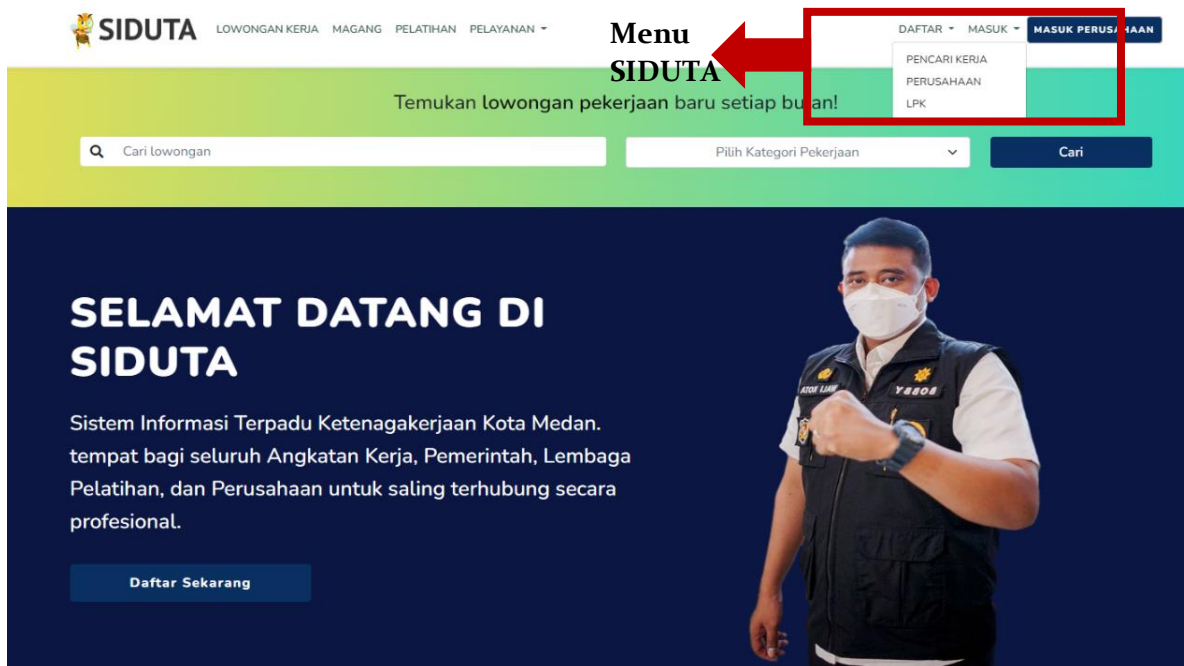 SIDUTA
LOWONGAN KERJA MAGANG PELATIHAN PELAYANAN
Menu
SIDUTA
DAFTAR MASUK MASUK PERUSAHAAN
PENCARI KERJA
PERUSAHAAN
LPK
Temukan lowongan pekerjaan baru setiap bulan!
Cari lowongan
Pilih Kategori Pekerjaan
Cari
SELAMAT DATANG DI
SIDUTA
Sistem Informasi Terpadu Ketenagakerjaan Kota Medan.
tempat bagi seluruh Angkatan Kerja, Pemerintah, Lembaga
Pelatihan, dan Perusahaan untuk saling terhubung secara
profesional.
Daftar Sekarang